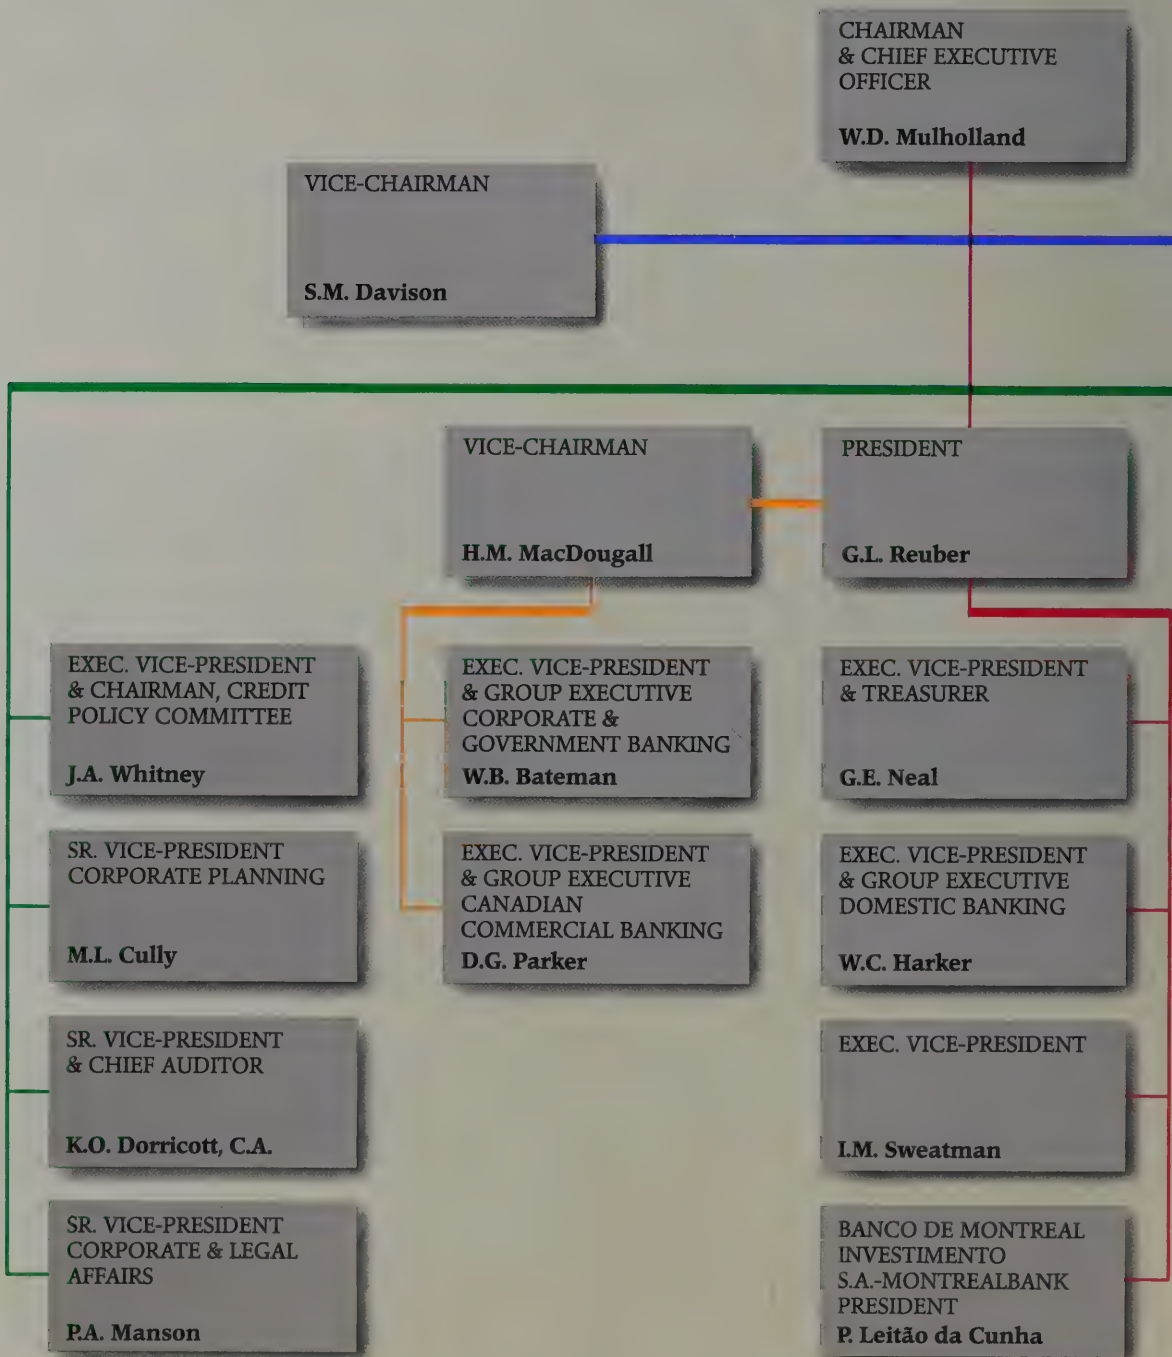 CHAIRMAN
& CHIEF EXECUTIVE
OFFICER
W.D. Mulholland
VICE-CHAIRMAN
S.M. Davison
VICE-CHAIRMAN
H.M. MacDougall
PRESIDENT
G.L. Reuber
EXEC. VICE-PRESIDENT
& CHAIRMAN, CREDIT
POLICY COMMITTEE
J.A. Whitney
EXEC. VICE-PRESIDENT
& GROUP EXECUTIVE
CORPORATE &
GOVERNMENT BANKING
W.B. Bateman
EXEC. VICE-PRESIDENT
& TREASURER
G.E. Neal
SR. VICE-PRESIDENT
CORPORATE PLANNING
M.L. Cully
EXEC. VICE-PRESIDENT
& GROUP EXECUTIVE
CANADIAN
COMMERCIAL BANKING
D.G. Parker
EXEC. VICE-PRESIDENT
& GROUP EXECUTIVE
DOMESTIC BANKING
W.C. Harker
SR. VICE-PRESIDENT
& CHIEF AUDITOR
K.O. Dorricott, C.A.
EXEC. VICE-PRESIDENT
I.M. Sweatman
SR. VICE-PRESIDENT
CORPORATE & LEGAL
AFFAIRS
P.A. Manson
BANCO DE MONTREAL
INVESTIMENTO
S.A.-MONTREALBANK
PRESIDENT
P. Leitão da Cunha